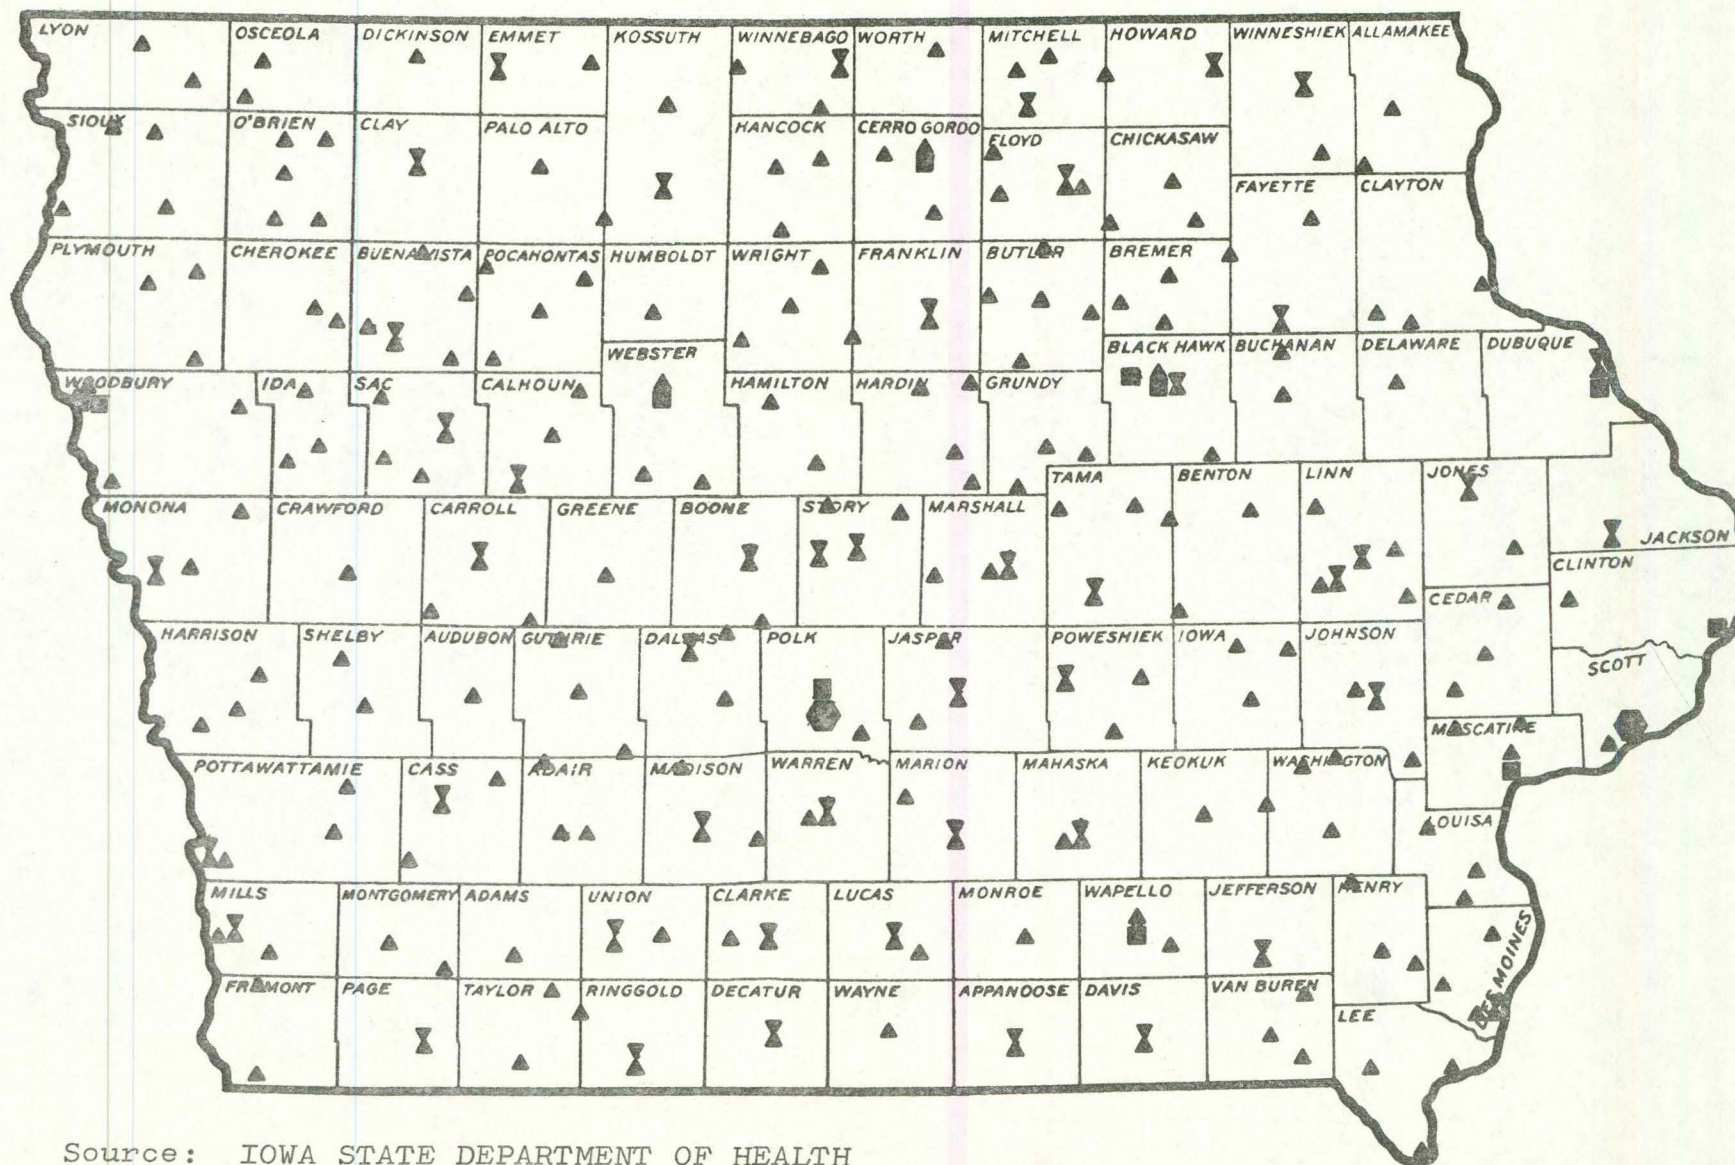 LYON OSCEOLA DICKINSON EMMET KOSSUTH WINNEBAGO WORTH MITCHELL HOWARD WINNESHIEK ALLAMAKEE
SIOUX O'BRIEN CLAY PALO ALTO HANCOCK CERRO GORDO FLOYD CHICKASAW
FAYETTE CLAYTON
PLYMOUTH CHEROKEE BUENA VISTA POCAHONTAS HUMBOLDT WRIGHT FRANKLIN BUTLER BREMER
WEBSTER BLACK HAWK BUCHANAN DELAWARE DUBUQUE
WOODBURY IDA SAC CALHOUN HAMILTON HARDIN GRUNDY
TAMA BENTON LINN JONES
MONONA CRAWFORD CARROLL GREENE BOONE STORY MARSHALL JACKSON
CLINTON
CEDAR
HARRISON SHELBY AUDUBON GUTHRIE DALLAS POLK JASPER POWESHIEK IOWA JOHNSON
SCOTT
MUSCATINE
POTTAWATTAMIE CASS ADAIR MADISON WARREN MARION MAHASKA KEOKUK WASHINGTON
LOUISA
MILLS MONTGOMERY ADAMS UNION CLARKE LUCAS MONROE WAPELLO JEFFERSON HENRY
DES MOINES
FREMONT PAGE TAYLOR RINGGOLD DECATUR WAYNE APPANOOSE DAVIS VAN BUREN
LEE
Source: IOWA STATE DEPARTMENT OF HEALTH